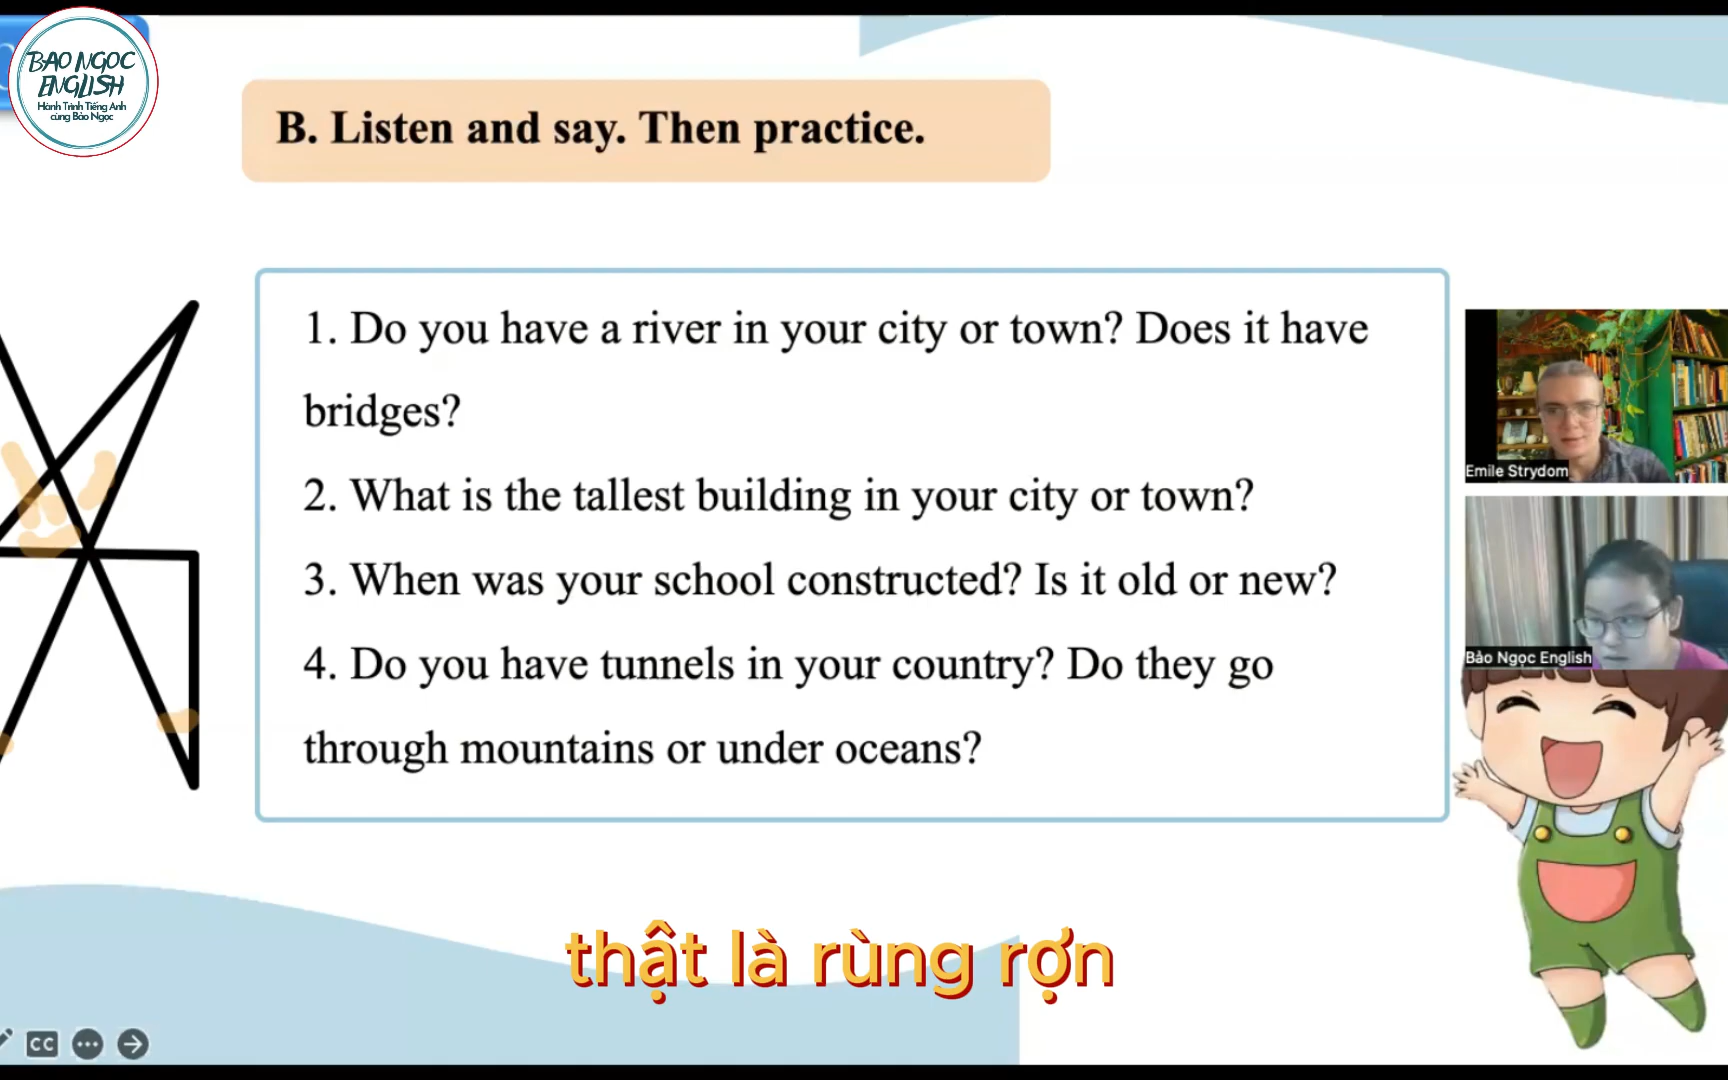 BAO NGOC
ENGLISH
Hành Trình Tiếng Anh
cùng Bảo Ngọc
B. Listen and say. Then practice.
1. Do you have a river in your city or town? Does it have
bridges?
2. What is the tallest building in your city or town?
3. When was your school constructed? Is it old or new?
4. Do you have tunnels in your country? Do they go
through mountains or under oceans?
Emile Strydom
Bảo Ngọc English
thật là rùng rợn
CC